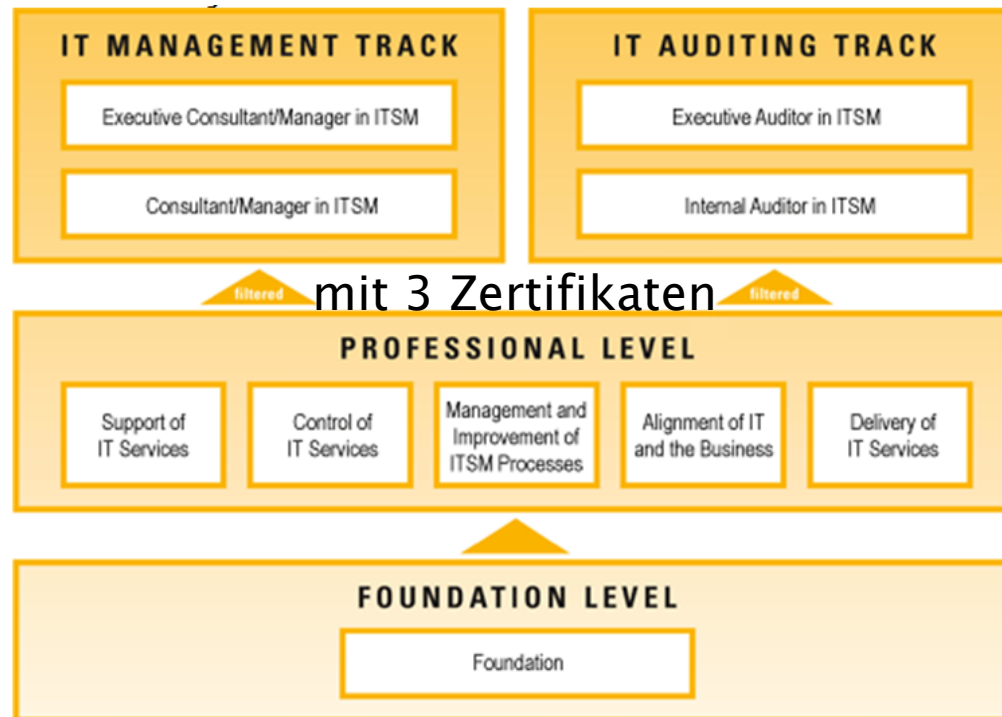 IT MANAGEMENT TRACK
Executive Consultant/Manager in ITSM
Consultant/Manager in ITSM
IT AUDITING TRACK
Executive Auditor in ITSM
Internal Auditor in ITSM
filtered
mit 3 Zertifikaten
filtered
PROFESSIONAL LEVEL
Support of
IT Services
Control of
IT Services
Management and
Improvement of
ITSM Processes
Alignment of IT
and the Business
Delivery of
IT Services
FOUNDATION LEVEL
Foundation